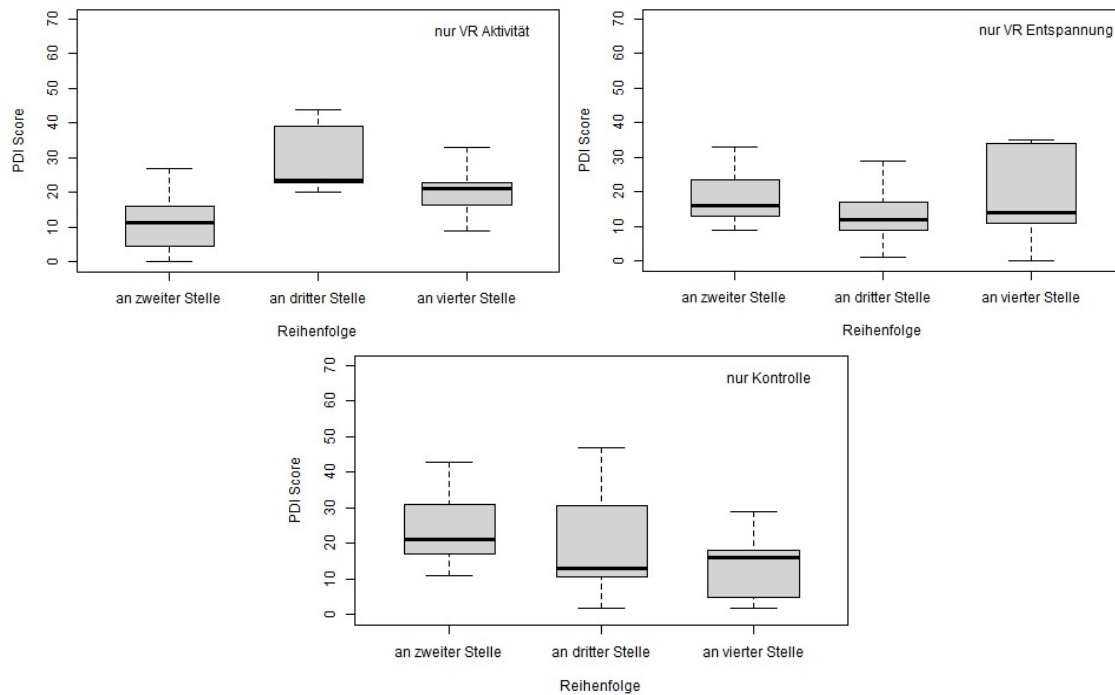 nur VR Aktivität
PDI Score
70
60
50
40
30
20
10
0
an zweiter Stelle
an dritter Stelle
an vierter Stelle
Reihenfolge
nur VR Entspannung
PDI Score
70
60
50
40
30
20
10
0
an zweiter Stelle
an dritter Stelle
an vierter Stelle
Reihenfolge
nur Kontrolle
PDI Score
70
60
50
40
30
20
10
0
an zweiter Stelle
an dritter Stelle
an vierter Stelle
Reihenfolge